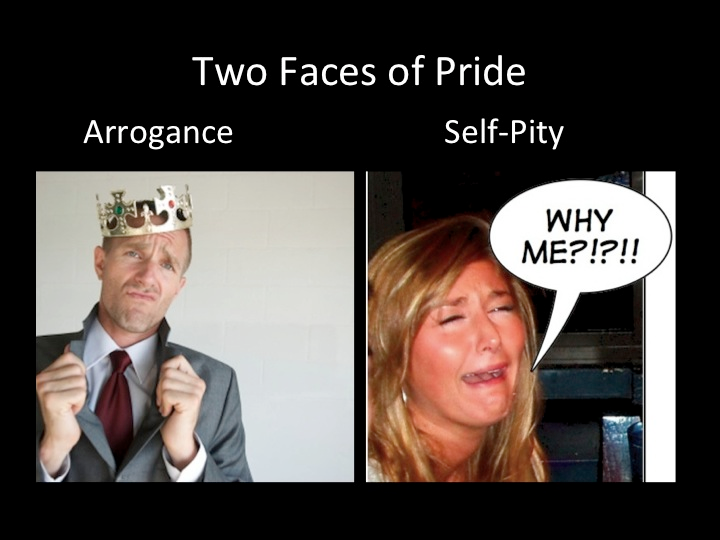 Two Faces of Pride
Arrogance
Self-Pity
WHY
ME?!?!!